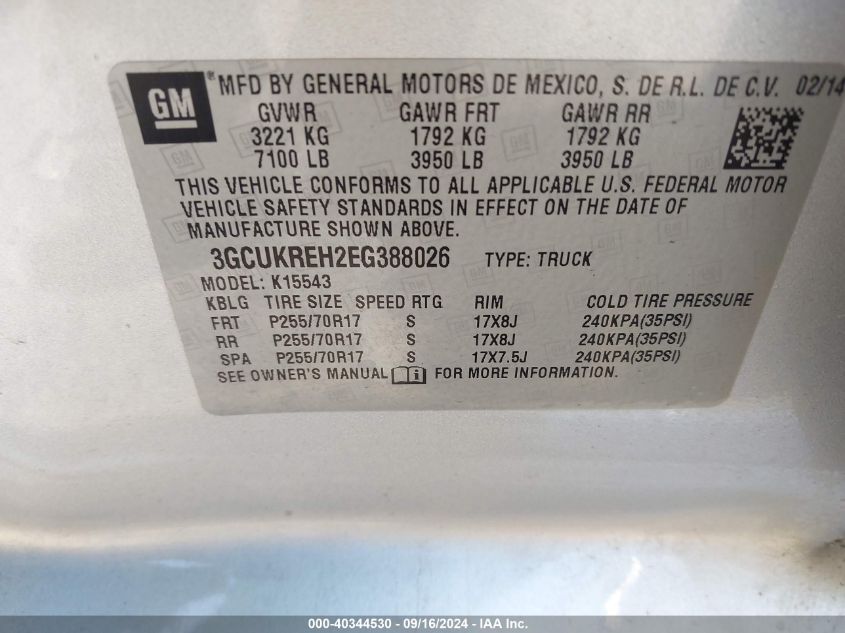 GM ® MFD BY GENERAL MOTORS DE MEXICO, S. DE R.L. DE C.V. 02/14
GVWR GAWR FRT GAWR RR
3221 KG 1792 KG 1792 KG
7100 LB 3950 LB 3950 LB
THIS VEHICLE CONFORMS TO ALL APPLICABLE U.S. FEDERAL MOTOR
VEHICLE SAFETY STANDARDS IN EFFECT ON THE DATE OF
MANUFACTURE SHOWN ABOVE.
3GCUKREH2EG388026 TYPE: TRUCK
MODEL: K15543
KBLG TIRE SIZE SPEED RTG RIM COLD TIRE PRESSURE
FRT P255/70R17 S 17X8J 240KPA(35PSI)
RR P255/70R17 S 17X8J 240KPA(35PSI)
SPA P255/70R17 S 17X7.5J 240KPA(35PSI)
SEE OWNER'S MANUAL FOR MORE INFORMATION.
000-40344530 - 09/16/2024 - IAA Inc.